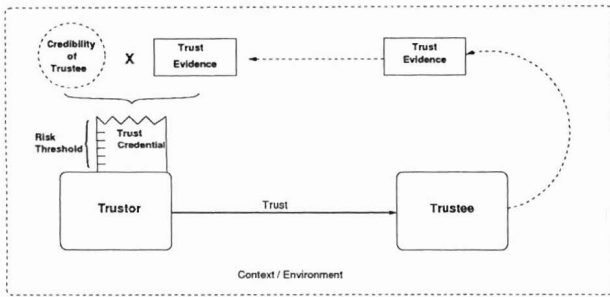 Credibility
of
Trustee
X
Trust
Evidence
Trust
Evidence
Risk
Threshold
Trust
Credential
Trustor
Trust
Trustee
Context / Environment